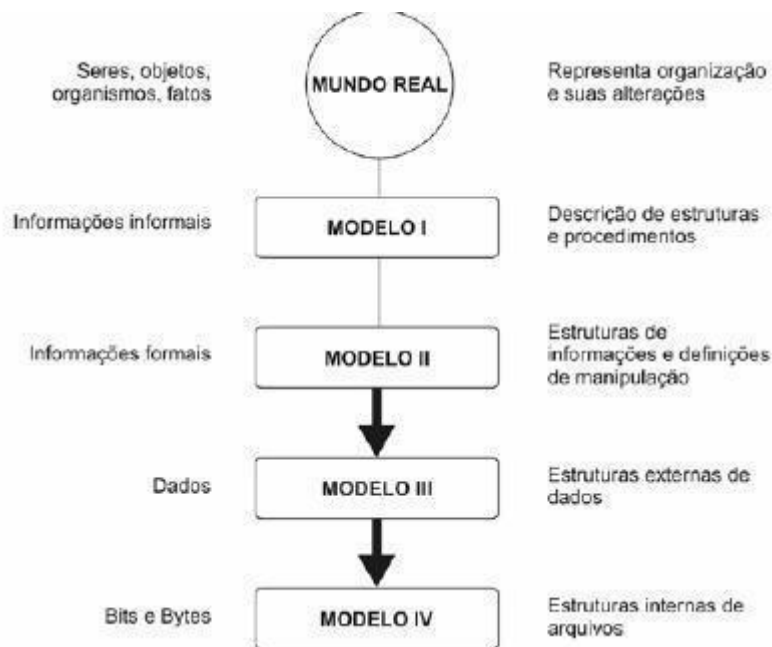 Seres, objetos,
organismos, fatos
MUNDO REAL
Representa organização
e suas alterações
Informações informais
MODELO I
Descrição de estruturas
e procedimentos
Informações formais
MODELO II
Estruturas de
informações e definições
de manipulação
Dados
MODELO III
Estruturas externas de
dados
Bits e Bytes
MODELO IV
Estruturas internas de
arquivos